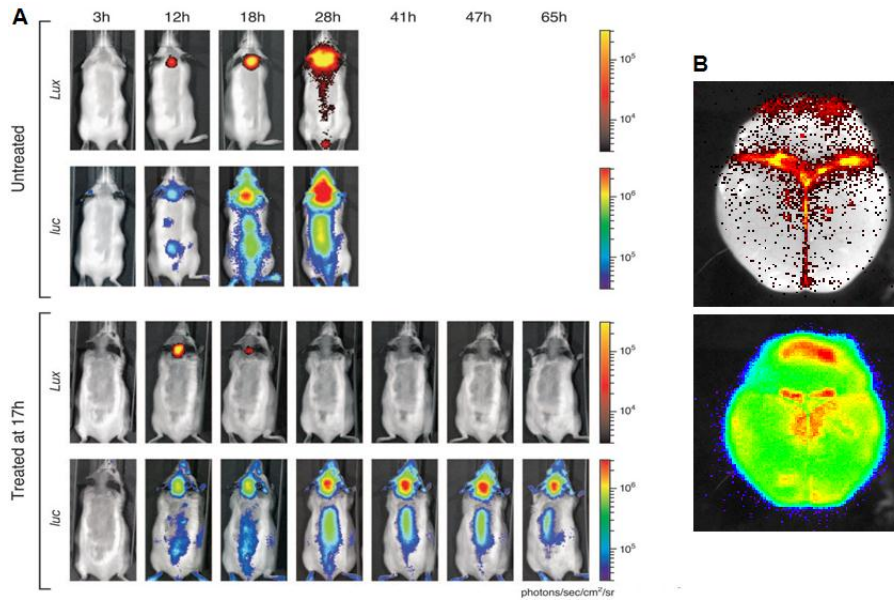 A
3h 12h 18h 28h 41h 47h 65h
B
Untreated
Lux
10⁵
10⁴
luc
10⁶
10⁵
Treated at 17h
Lux
10⁵
10⁴
luc
10⁶
10⁵
photons/sec/cm²/sr